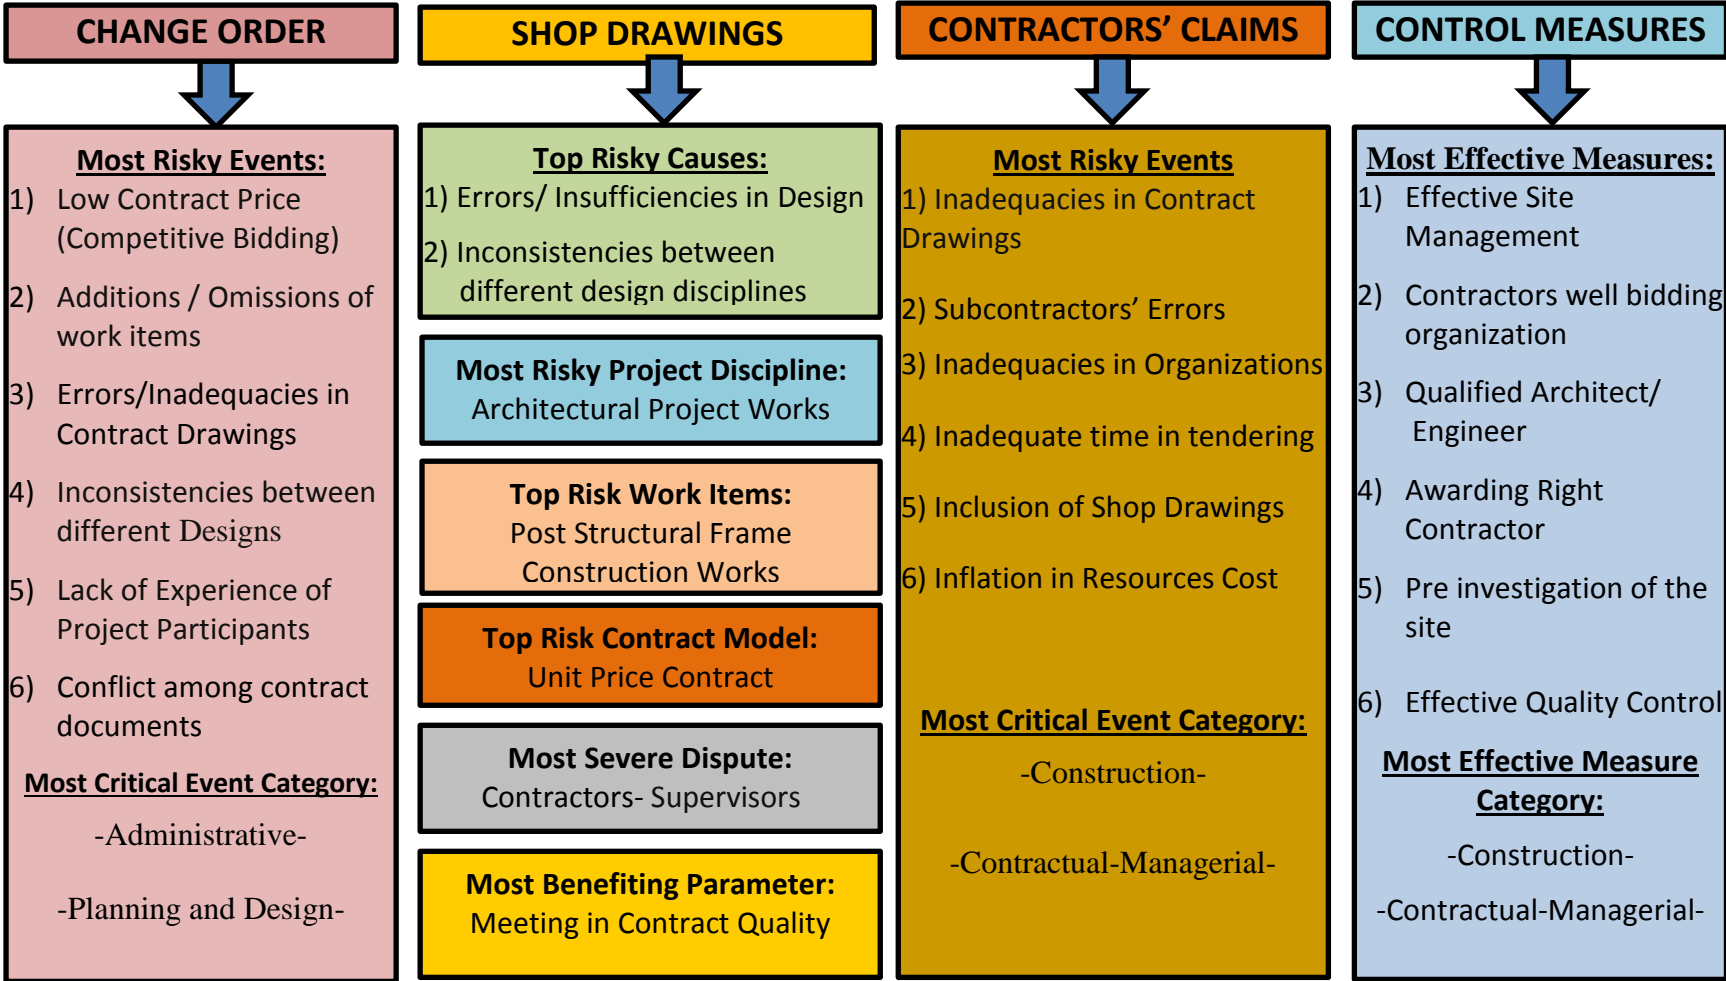 CHANGE ORDER
Most Risky Events:
1) Low Contract Price
(Competitive Bidding)
2) Additions / Omissions of
work items
3) Errors/Inadequacies in
Contract Drawings
4) Inconsistencies between
different Designs
5) Lack of Experience of
Project Participants
6) Conflict among contract
documents
Most Critical Event Category:
-Administrative-
-Planning and Design-
SHOP DRAWINGS
Top Risky Causes:
1) Errors/ Insufficiencies in Design
2) Inconsistencies between
different design disciplines
Most Risky Project Discipline:
Architectural Project Works
Top Risk Work Items:
Post Structural Frame
Construction Works
Top Risk Contract Model:
Unit Price Contract
Most Severe Dispute:
Contractors- Supervisors
Most Benefiting Parameter:
Meeting in Contract Quality
CONTRACTORS’ CLAIMS
Most Risky Events
1) Inadequacies in Contract
Drawings
2) Subcontractors’ Errors
3) Inadequacies in Organizations
4) Inadequate time in tendering
5) Inclusion of Shop Drawings
6) Inflation in Resources Cost
Most Critical Event Category:
-Construction-
-Contractual-Managerial-
CONTROL MEASURES
Most Effective Measures:
1) Effective Site
Management
2) Contractors well bidding
organization
3) Qualified Architect/
Engineer
4) Awarding Right
Contractor
5) Pre investigation of the
site
6) Effective Quality Control
Most Effective Measure
Category:
-Construction-
-Contractual-Managerial-